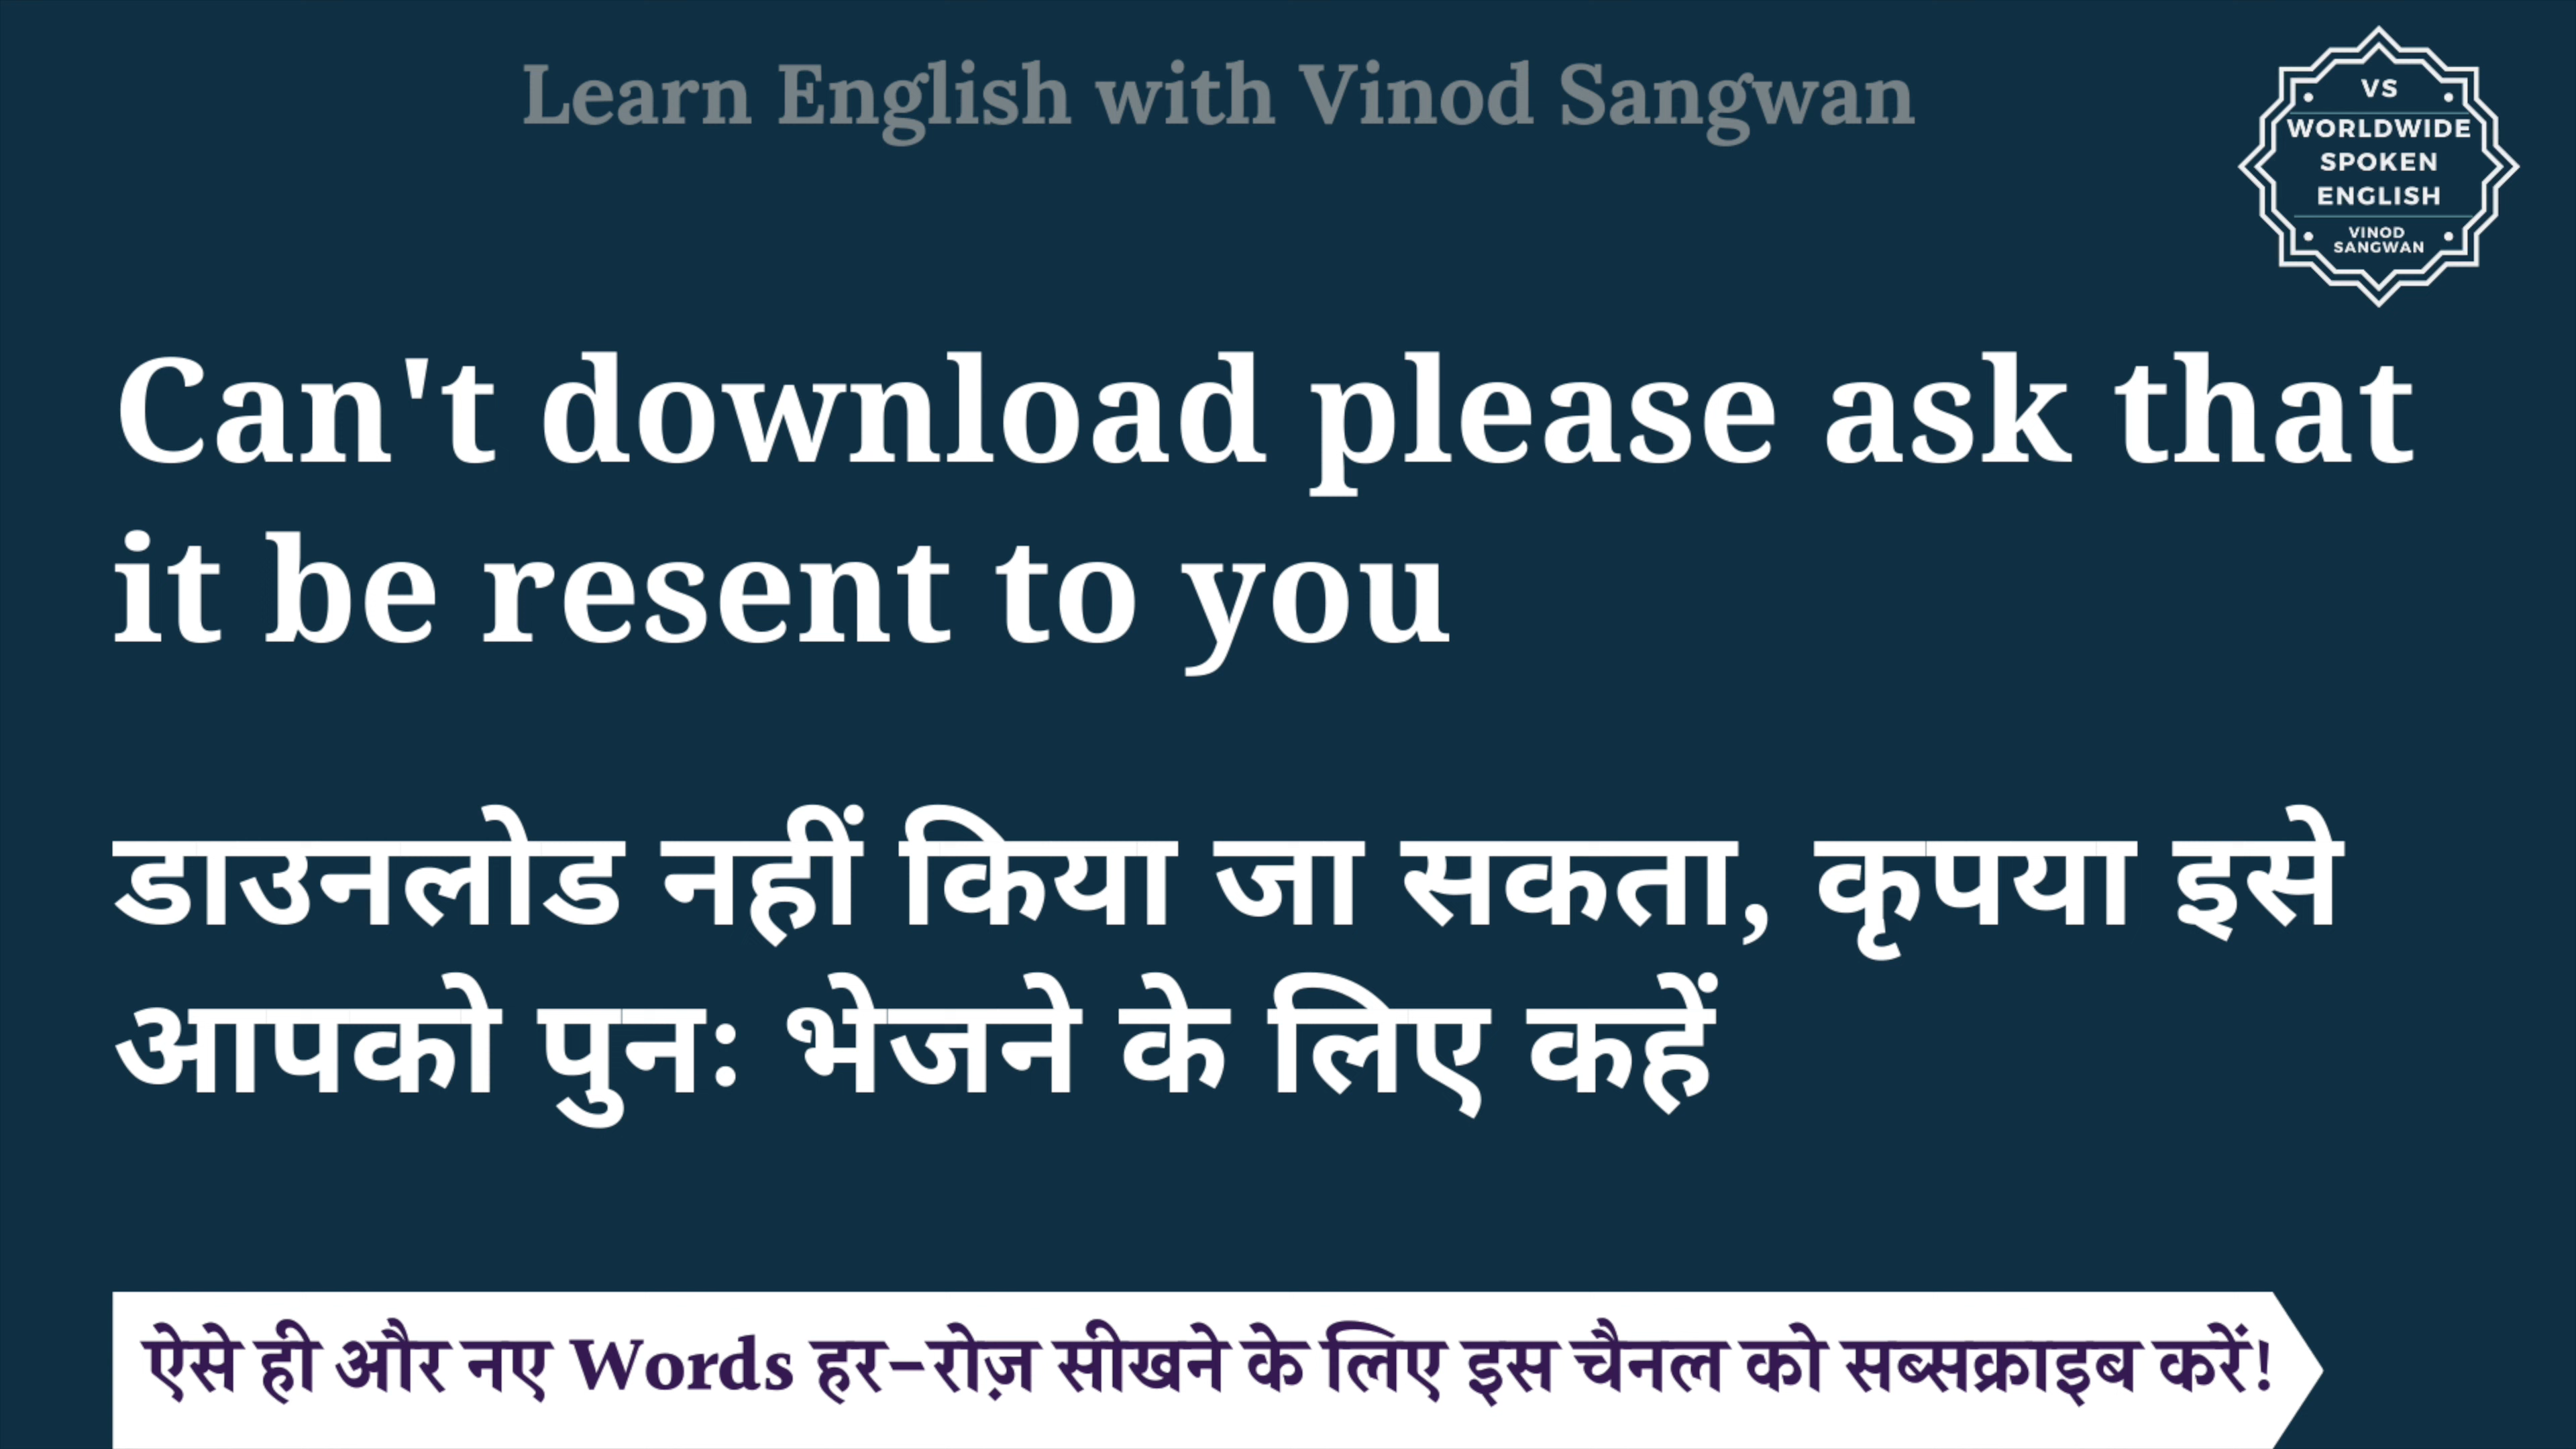 Learn English with Vinod Sangwan
VS
WORLDWIDE
SPOKEN
ENGLISH
VINOD
SANGWAN
Can't download please ask that
it be resent to you
डाउनलोड नहीं किया जा सकता, कृपया इसे
आपको पुनः भेजने के लिए कहें
ऐसे ही और नए Words हर-रोज़ सीखने के लिए इस चैनल को सब्सक्राइब करें!